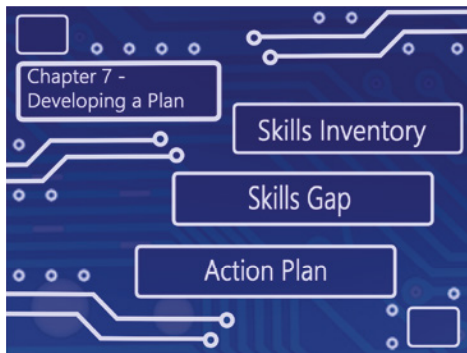 Chapter 7 -
Developing a Plan
Skills Inventory
Skills Gap
Action Plan